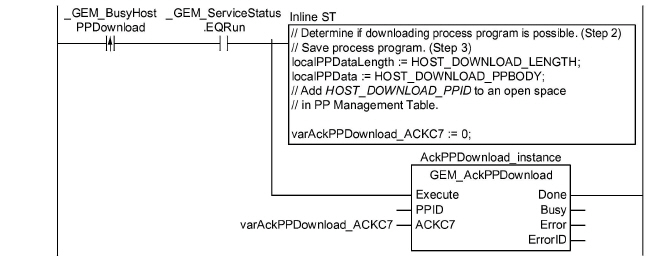 _GEM_BusyHost _GEM_ServiceStatus Inline ST
PPDownload .EQRun
// Determine if downloading process program is possible. (Step 2)
// Save process program. (Step 3)
localPPDataLength := HOST_DOWNLOAD_LENGTH;
localPPData := HOST_DOWNLOAD_PPBODY;
// Add HOST_DOWNLOAD_PPID to an open space
// in PP Management Table.
varAckPPDownload_ACKC7 := 0;
AckPPDownload_instance
GEM_AckPPDownload
Execute Done
PPID Busy
varAckPPDownload_ACKC7 ACKC7 Error
ErrorID